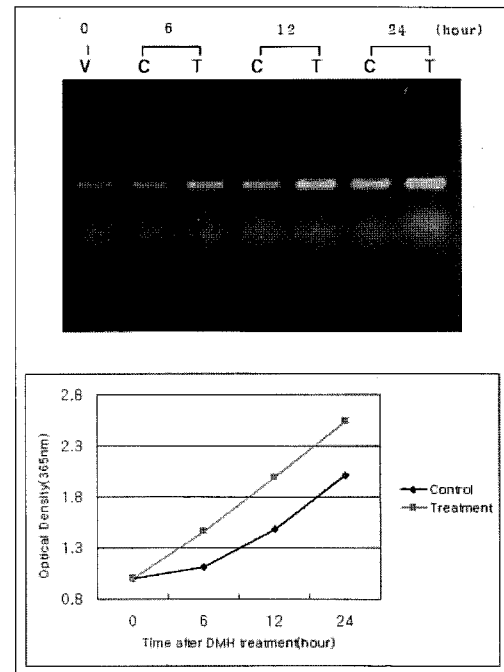 0 6 12 24 (hour)
V C T C T C T
2.8
2.3
1.8
1.3
0.8
Optical Density(365nm)
0 6 12 24
Time after DMH treatment(hour)
Control
Treatment